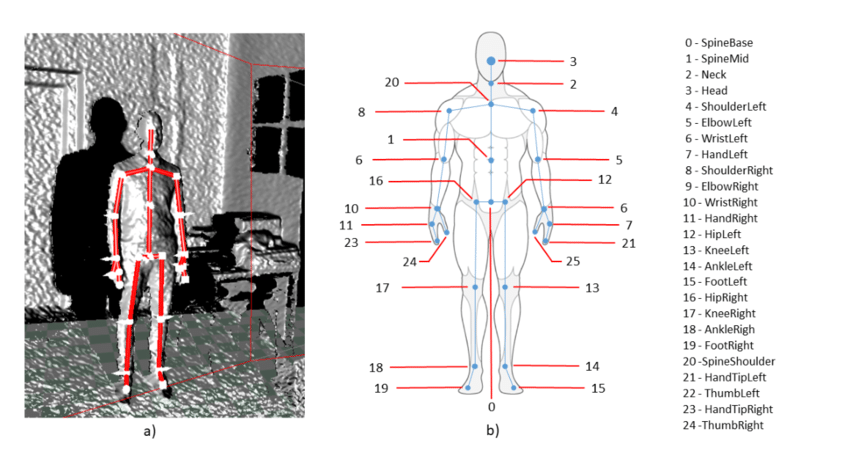 3
20
2
8
4
1
6
5
16
12
10
6
11
7
23
21
24
25
17
13
18
14
19
15
0
a)
b)
0 - SpineBase
1 - SpineMid
2 - Neck
3 - Head
4 - ShoulderLeft
5 - ElbowLeft
6 - WristLeft
7 - HandLeft
8 - ShoulderRight
9 - ElbowRight
10 - WristRight
11 - HandRight
12 - HipLeft
13 - KneeLeft
14 - AnkleLeft
15 - FootLeft
16 - HipRight
17 - KneeRight
18 - AnkleRigh
19 - FootRight
20 -SpineShoulder
21 - HandTipLeft
22 - ThumbLeft
23 - HandTipRight
24 -ThumbRight